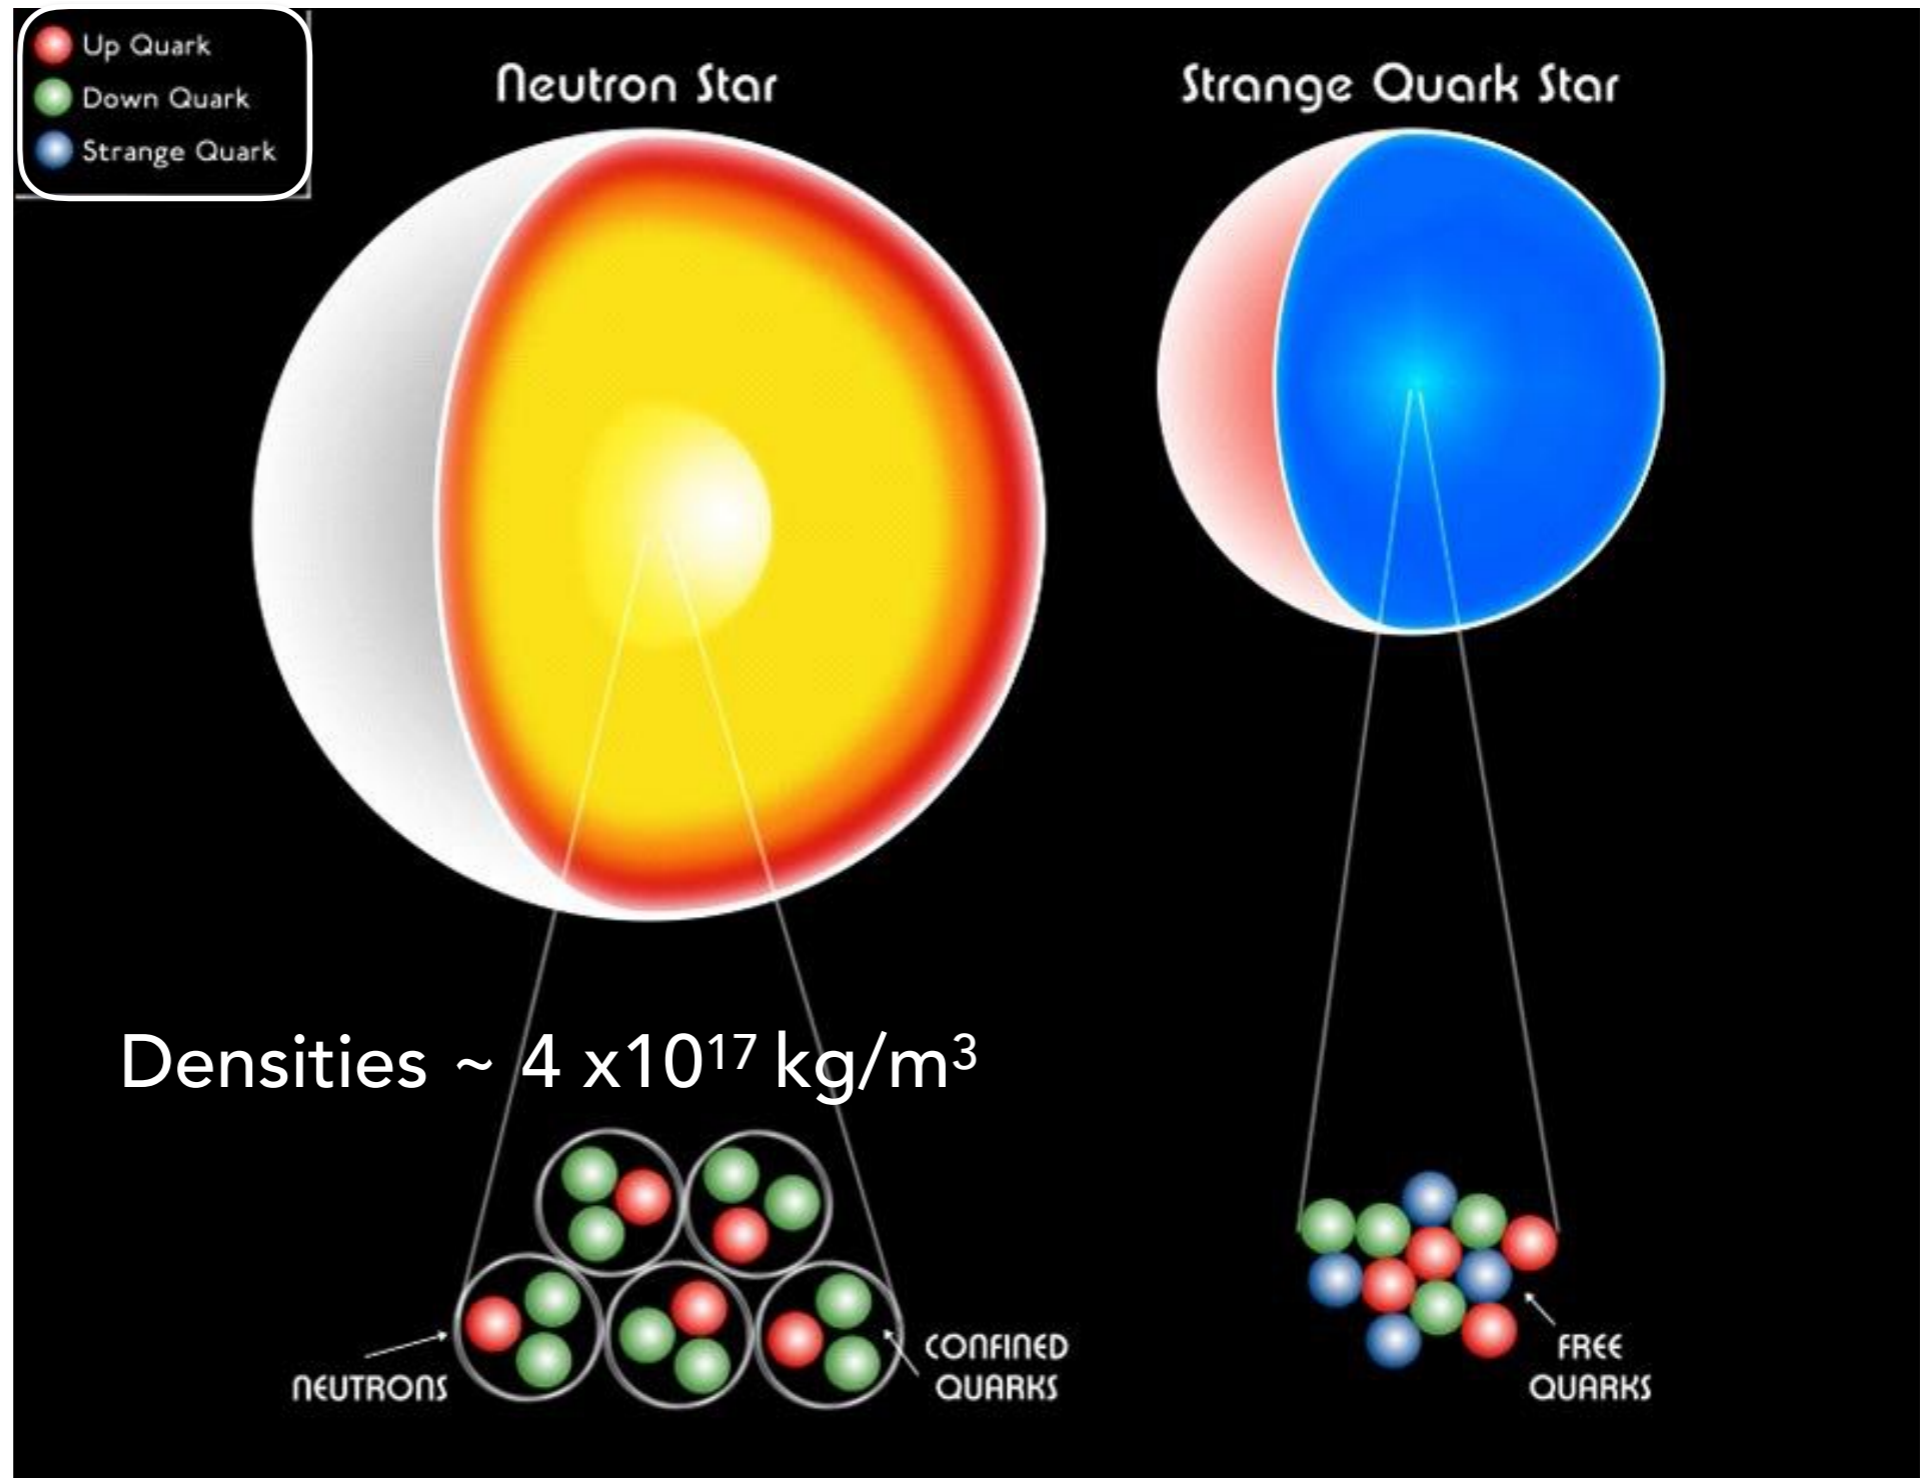 Up Quark
Down Quark
Strange Quark
Neutron Star
Strange Quark Star
Densities ~ 4 x10¹⁷ kg/m³
NEUTRONS
CONFINED
QUARKS
FREE
QUARKS